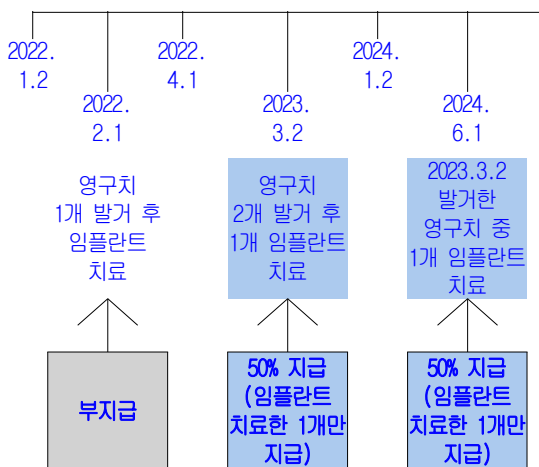 2022.
1.2
2022.
4.1
2024.
1.2
2022.
2.1
2023.
3.2
2024.
6.1
영구치
1개 발거 후
임플란트
치료
영구치
2개 발거 후
1개 임플란트
치료
2023.3.2
발거한
영구치 중
1개 임플란트
치료
부지급
50% 지급
(임플란트
치료한 1개만
지급)
50% 지급
(임플란트
치료한 1개만
지급)